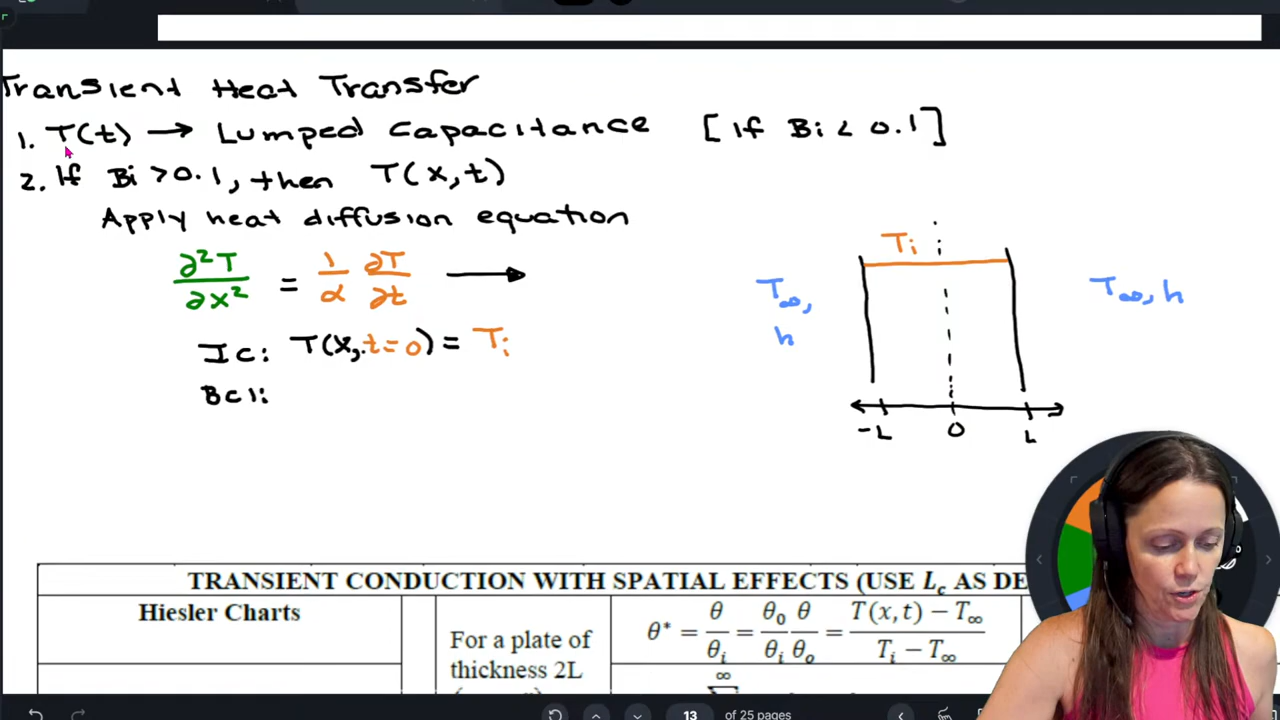 Transient Heat Transfer
1. T(t) → Lumped Capacitance [if Bi < 0.1]
2. If Bi > 0.1, then T(x,t)
Apply heat diffusion equation
∂²T/∂x² = 1/α ∂T/∂t →
IC: T(x, t=0) = Ti
BC1:
Ti
T∞, h
T∞, h
-L 0 L
TRANSIENT CONDUCTION WITH SPATIAL EFFECTS (USE Lc AS DE
Hiesler Charts
For a plate of
thickness 2L
θ* = θ/θi = θ0/θi θ/θo = T(x,t) − T∞ / Ti − T∞
∞
13 of 25 pages